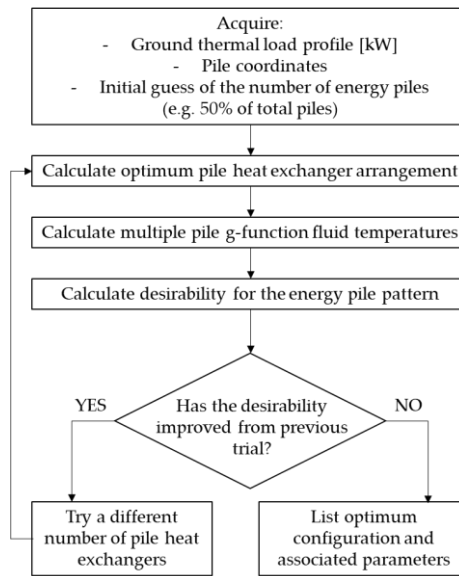 Acquire:
- Ground thermal load profile [kW]
- Pile coordinates
- Initial guess of the number of energy piles
(e.g. 50% of total piles)
Calculate optimum pile heat exchanger arrangement
Calculate multiple pile g-function fluid temperatures
Calculate desirability for the energy pile pattern
Has the desirability
improved from previous
trial?
YES
NO
Try a different
number of pile heat
exchangers
List optimum
configuration and
associated parameters